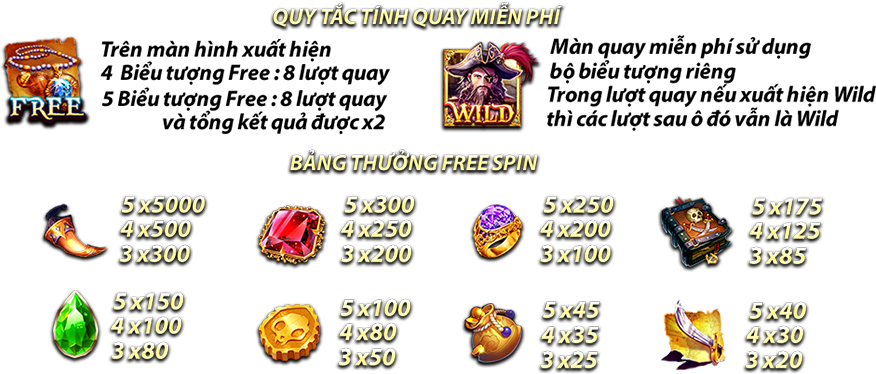 QUY TẮC TÍNH QUAY MIỄN PHÍ
FREE
Trên màn hình xuất hiện
4 Biểu tượng Free : 8 lượt quay
5 Biểu tượng Free : 8 lượt quay
và tổng kết quả được x2
WILD
Màn quay miễn phí sử dụng
bộ biểu tượng riêng
Trong lượt quay nếu xuất hiện Wild
thì các lượt sau ô đó vẫn là Wild
BẢNG THƯỞNG FREE SPIN
5 x5000
4 x500
3 x300
5 x300
4 x250
3 x200
5 x250
4 x200
3 x100
5 x175
4 x125
3 x85
5 x150
4 x100
3 x80
5 x100
4 x80
3 x50
5 x45
4 x35
3 x25
5 x40
4 x30
3 x20